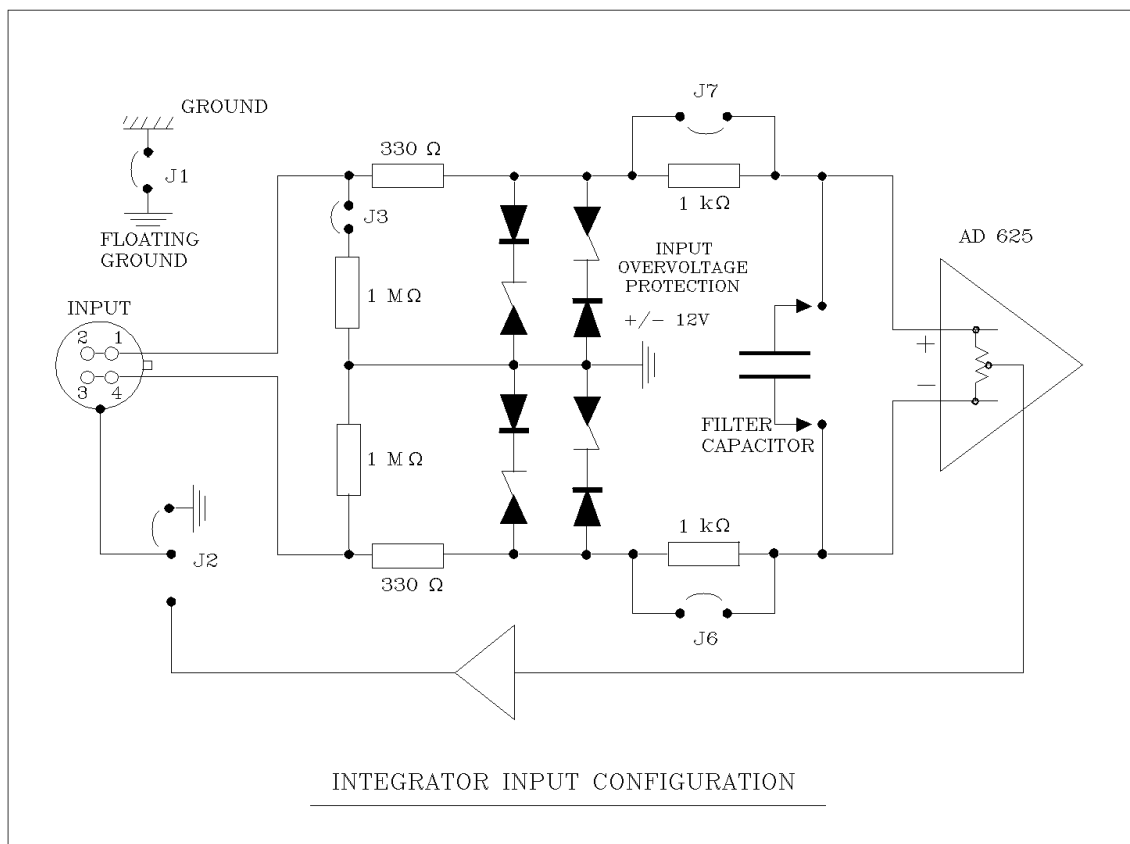 GROUND
J1
FLOATING
GROUND
INPUT
2 1
3 4
J2
330 Ω
J3
1 MΩ
1 MΩ
330 Ω
INPUT
OVERVOLTAGE
PROTECTION
+/− 12V
J7
1 kΩ
FILTER
CAPACITOR
1 kΩ
J6
AD 625
+
−
INTEGRATOR INPUT CONFIGURATION